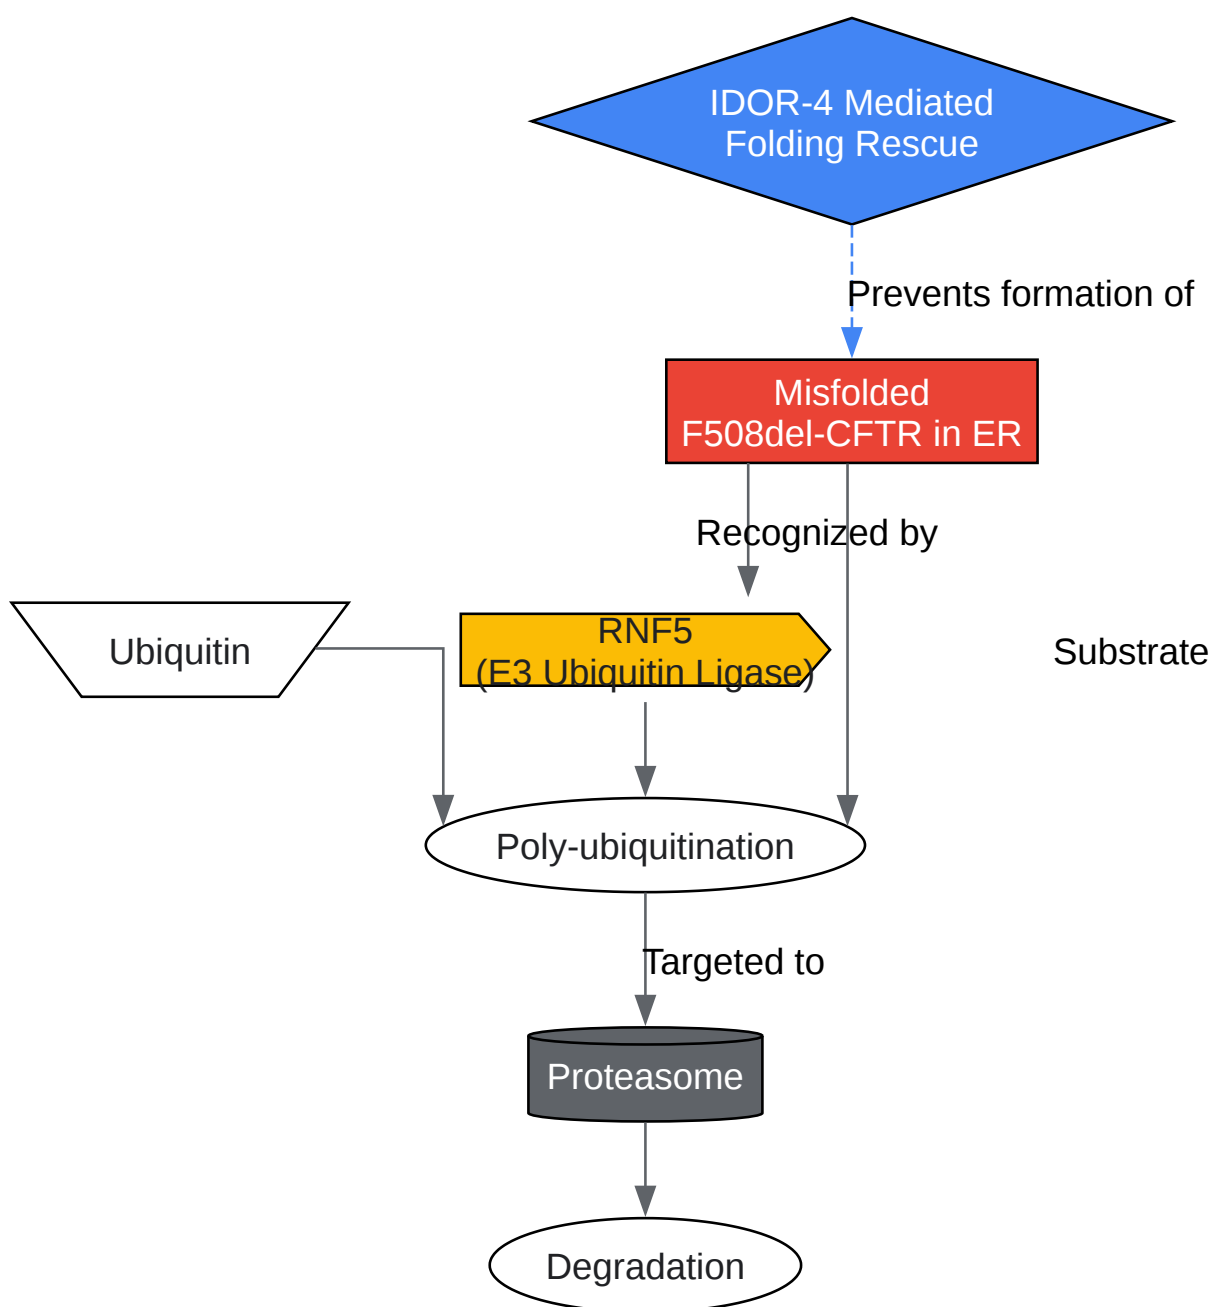 IDOR-4 Mediated
Folding Rescue
Prevents formation of
Misfolded
F508del-CFTR in ER
Recognized by
Ubiquitin
RNF5
(E3 Ubiquitin Ligase)
Substrate
Poly-ubiquitination
Targeted to
Proteasome
Degradation